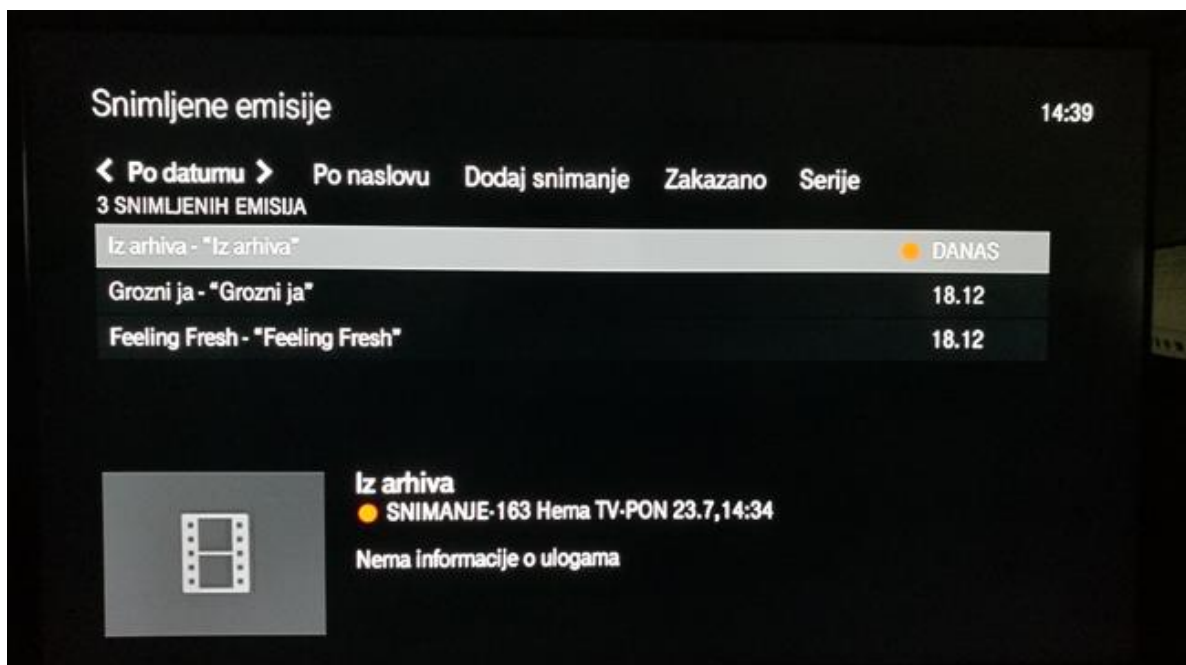 Snimljene emisije
14:39
< Po datumu > Po naslovu Dodaj snimanje Zakazano Serije
3 SNIMLJENIH EMISIJA
Iz arhiva - "Iz arhiva" DANAS
Grozni ja - "Grozni ja" 18.12
Feeling Fresh - "Feeling Fresh" 18.12
Iz arhiva
SNIMANJE-163 Hema TV-PON 23.7,14:34
Nema informacije o ulogama